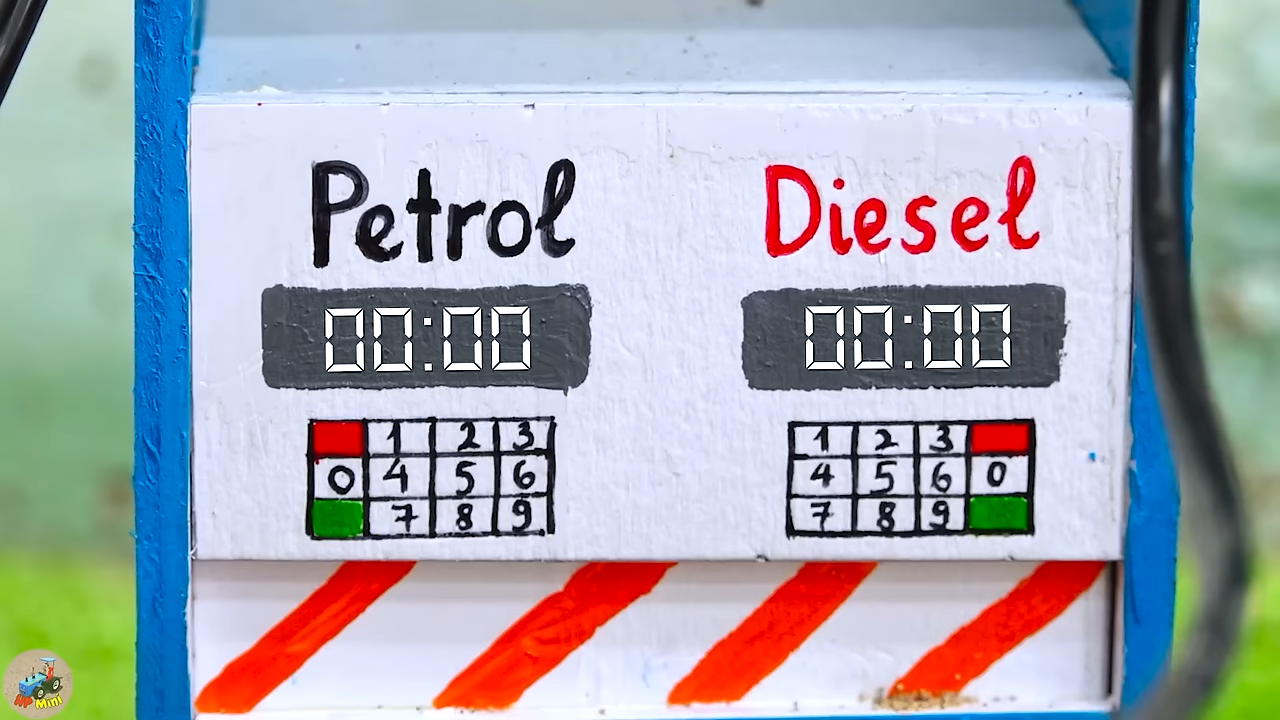 Petrol
Diesel
00:00
00:00
1 2 3
0 4 5 6
7 8 9
1 2 3
4 5 6 0
7 8 9
Mini